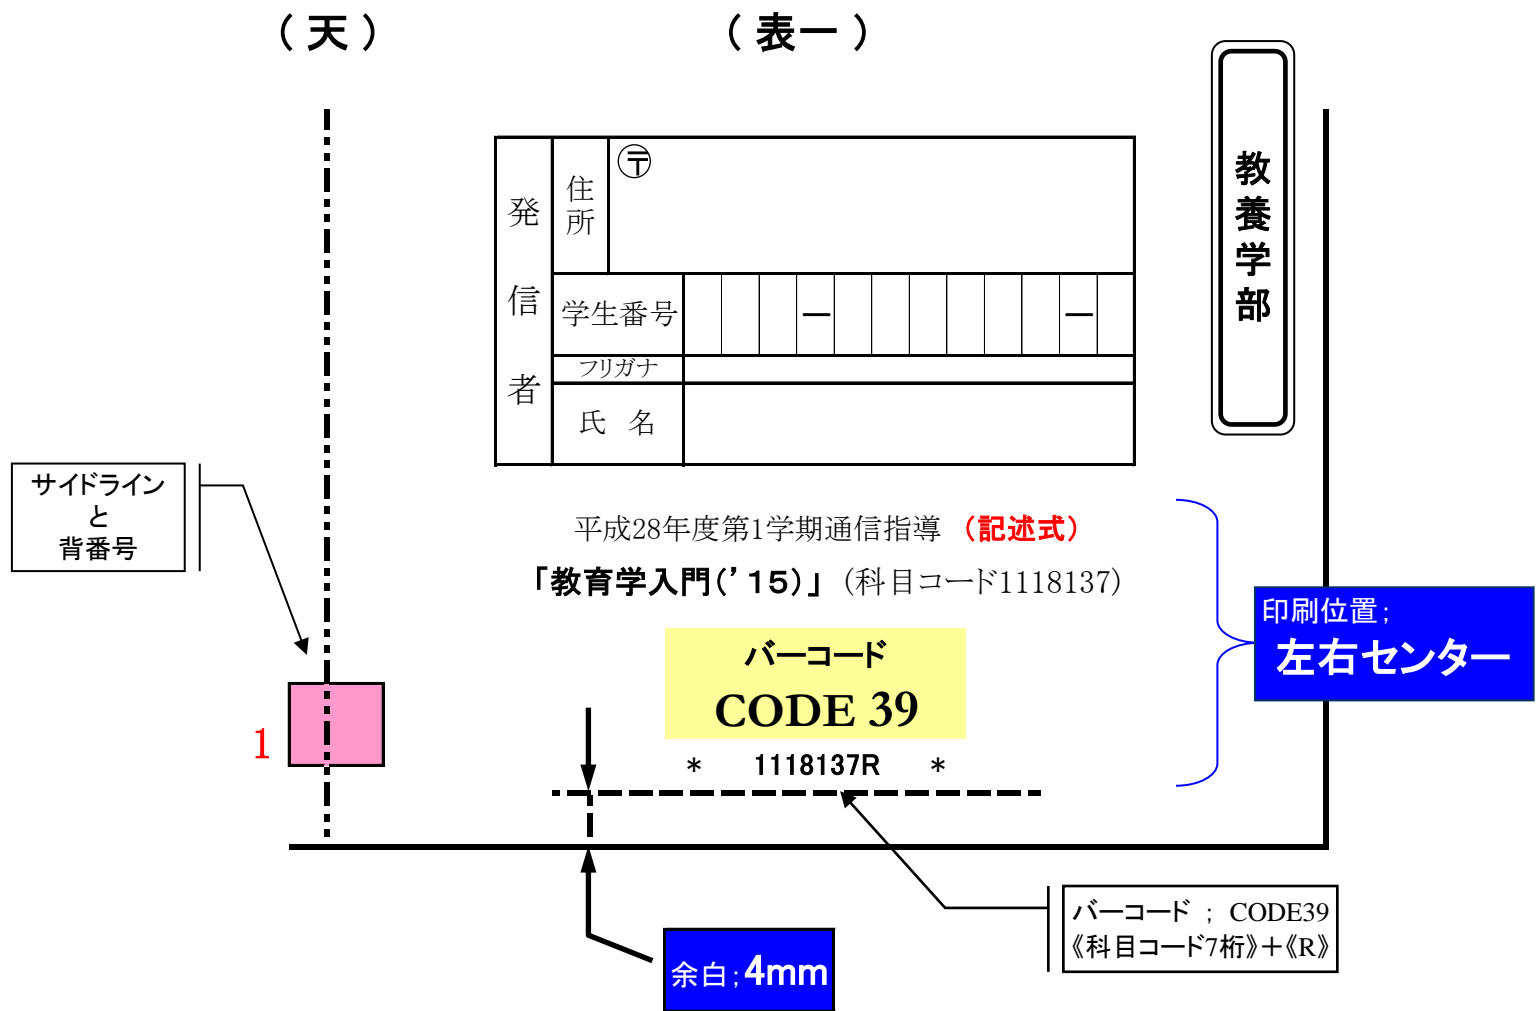 （ 天 ）
（ 表一 ）
教養学部
発信者
住所
〒
学生番号
―
―
フリガナ
氏 名
サイドライン
と
背番号
平成28年度第1学期通信指導 （記述式）
「教育学入門（’15）」 （科目コード1118137）
印刷位置；
左右センター
バーコード
CODE 39
* 1118137R *
1
バーコード ； CODE39
《科目コード7桁》＋《R》
余白；4mm